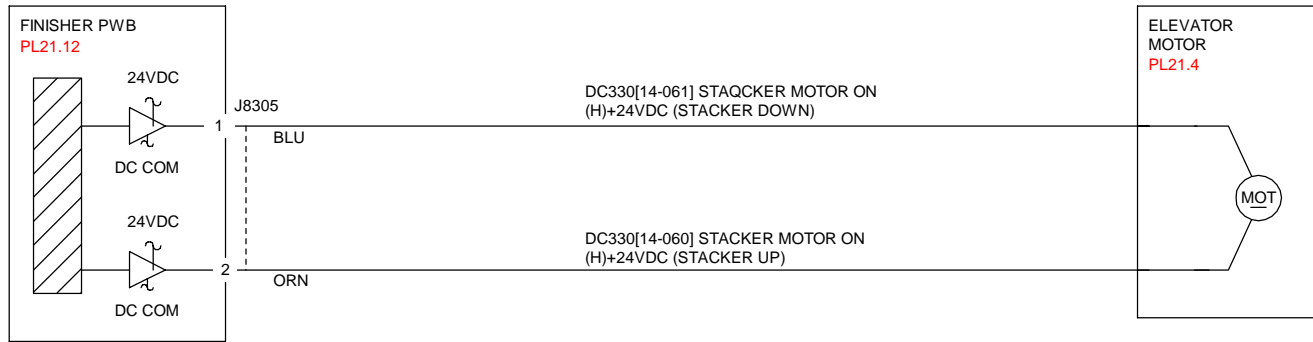 FINISHER PWB
PL21.12
24VDC
DC COM
24VDC
DC COM
J8305
1
BLU
2
ORN
DC330[14-061] STAQCKER MOTOR ON
(H)+24VDC (STACKER DOWN)
DC330[14-060] STACKER MOTOR ON
(H)+24VDC (STACKER UP)
ELEVATOR
MOTOR
PL21.4
MOT